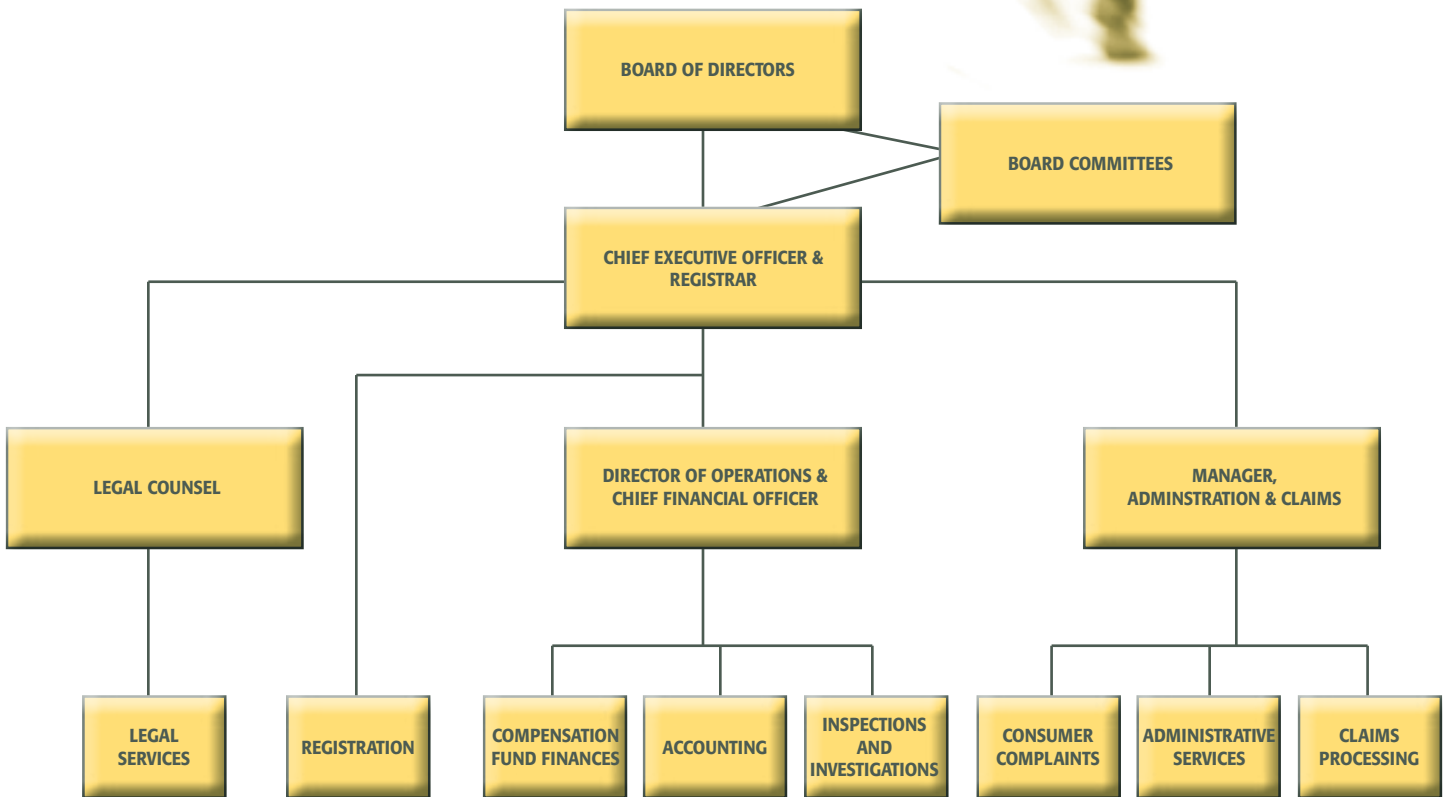 BOARD OF DIRECTORS
BOARD COMMITTEES
CHIEF EXECUTIVE OFFICER &
REGISTRAR
LEGAL COUNSEL
DIRECTOR OF OPERATIONS &
CHIEF FINANCIAL OFFICER
MANAGER,
ADMINSTRATION & CLAIMS
LEGAL
SERVICES
REGISTRATION
COMPENSATION
FUND FINANCES
ACCOUNTING
INSPECTIONS
AND
INVESTIGATIONS
CONSUMER
COMPLAINTS
ADMINISTRATIVE
SERVICES
CLAIMS
PROCESSING